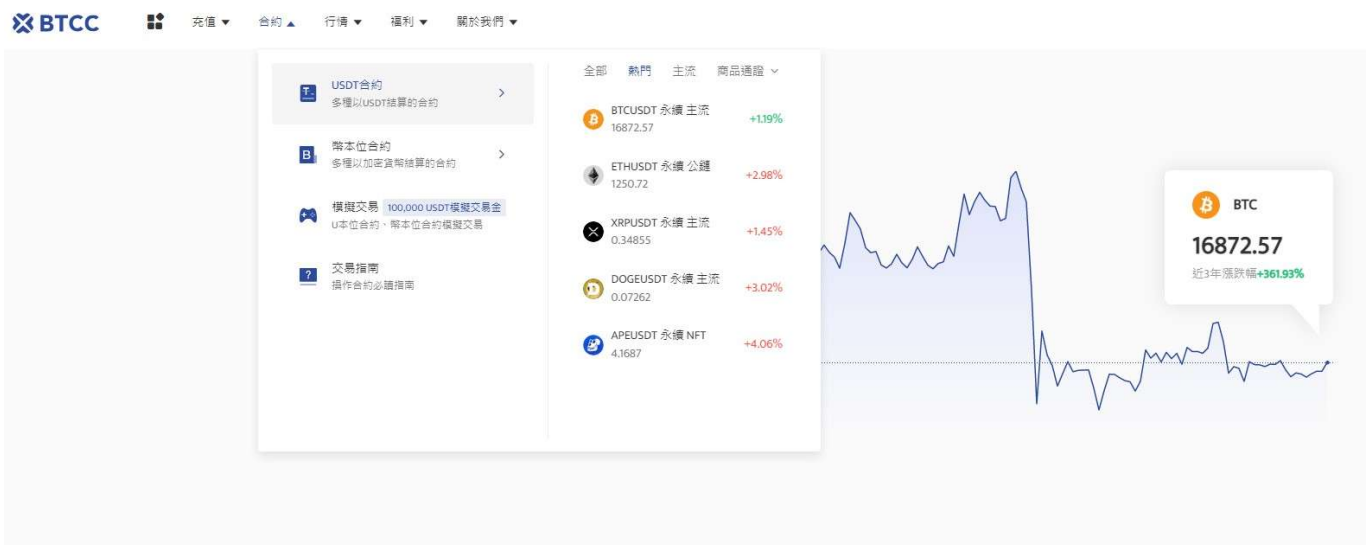 BTCC
充值 ▼ 合約 ▲ 行情 ▼ 福利 ▼ 關於我們 ▼
USDT合約
多種以USDT結算的合約
幣本位合約
多種以加密貨幣結算的合約
模擬交易 100,000 USDT模擬交易金
U本位合約、幣本位合約模擬交易
交易指南
操作合約必讀指南
全部 熱門 主流 商品通證
BTCUSDT 永續 主流
16872.57
+1.19%
ETHUSDT 永續 公鏈
1250.72
+2.98%
XRPUSDT 永續 主流
0.34855
+1.45%
DOGEUSDT 永續 主流
0.07262
+3.02%
APEUSDT 永續 NFT
4.1687
+4.06%
BTC
16872.57
近3年漲跌幅+361.93%